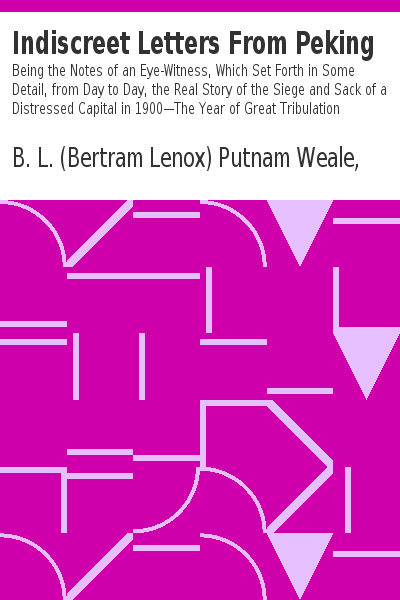 Indiscreet Letters From Peking
Being the Notes of an Eye-Witness, Which Set Forth in Some
Detail, from Day to Day, the Real Story of the Siege and Sack of a
Distressed Capital in 1900—The Year of Great Tribulation
B. L. (Bertram Lenox) Putnam Weale,